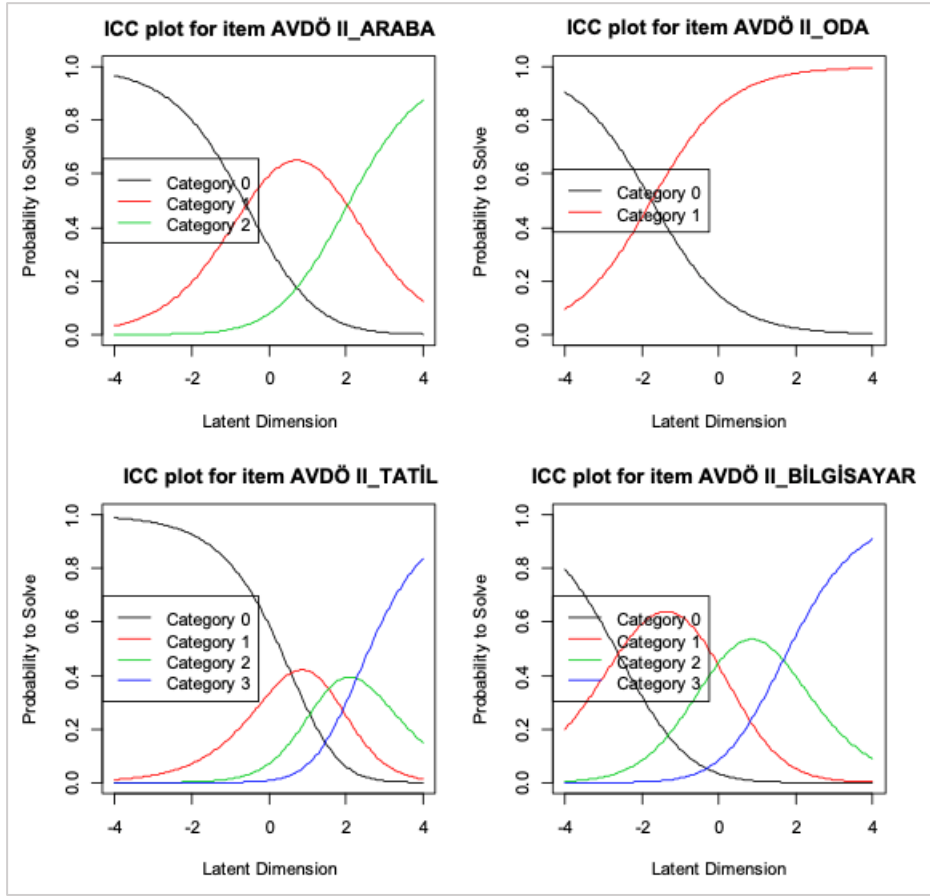 ICC plot for item AVDÖ II_ARABA
Probability to Solve
1.0
0.8
0.6
0.4
0.2
0.0
Category 0
Category 1
Category 2
-4
-2
0
2
4
Latent Dimension
ICC plot for item AVDÖ II_ODA
Probability to Solve
1.0
0.8
0.6
0.4
0.2
0.0
Category 0
Category 1
-4
-2
0
2
4
Latent Dimension
ICC plot for item AVDÖ II_TATİL
Probability to Solve
1.0
0.8
0.6
0.4
0.2
0.0
Category 0
Category 1
Category 2
Category 3
-4
-2
0
2
4
Latent Dimension
ICC plot for item AVDÖ II_BİLGİSAYAR
Probability to Solve
1.0
0.8
0.6
0.4
0.2
0.0
Category 0
Category 1
Category 2
Category 3
-4
-2
0
2
4
Latent Dimension